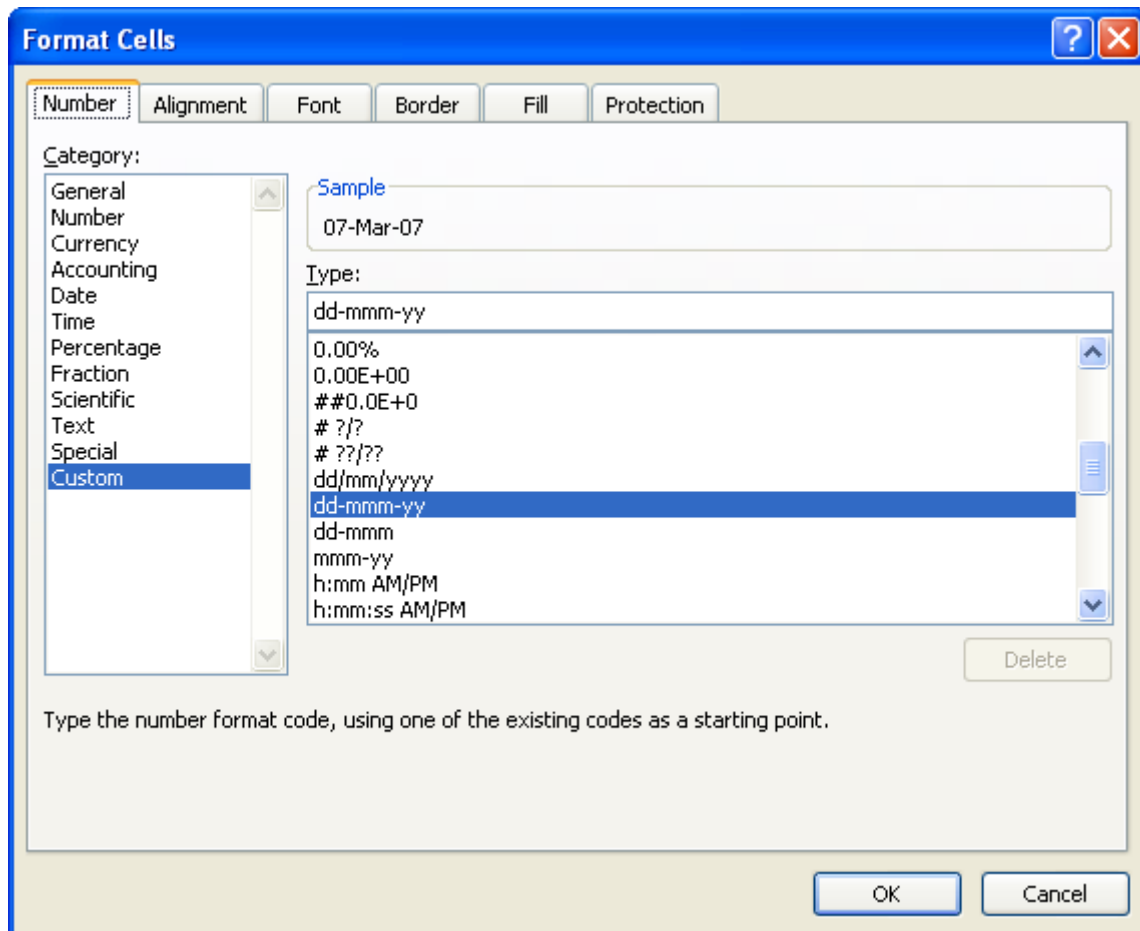 Format Cells
?
Number Alignment Font Border Fill Protection
Category:
General
Number
Currency
Accounting
Date
Time
Percentage
Fraction
Scientific
Text
Special
Custom
Sample
07-Mar-07
Type:
dd-mmm-yy
0.00%
0.00E+00
##0.0E+0
# ?/?
# ??/??
dd/mm/yyyy
dd-mmm-yy
dd-mmm
mmm-yy
h:mm AM/PM
h:mm:ss AM/PM
Delete
Type the number format code, using one of the existing codes as a starting point.
OK Cancel